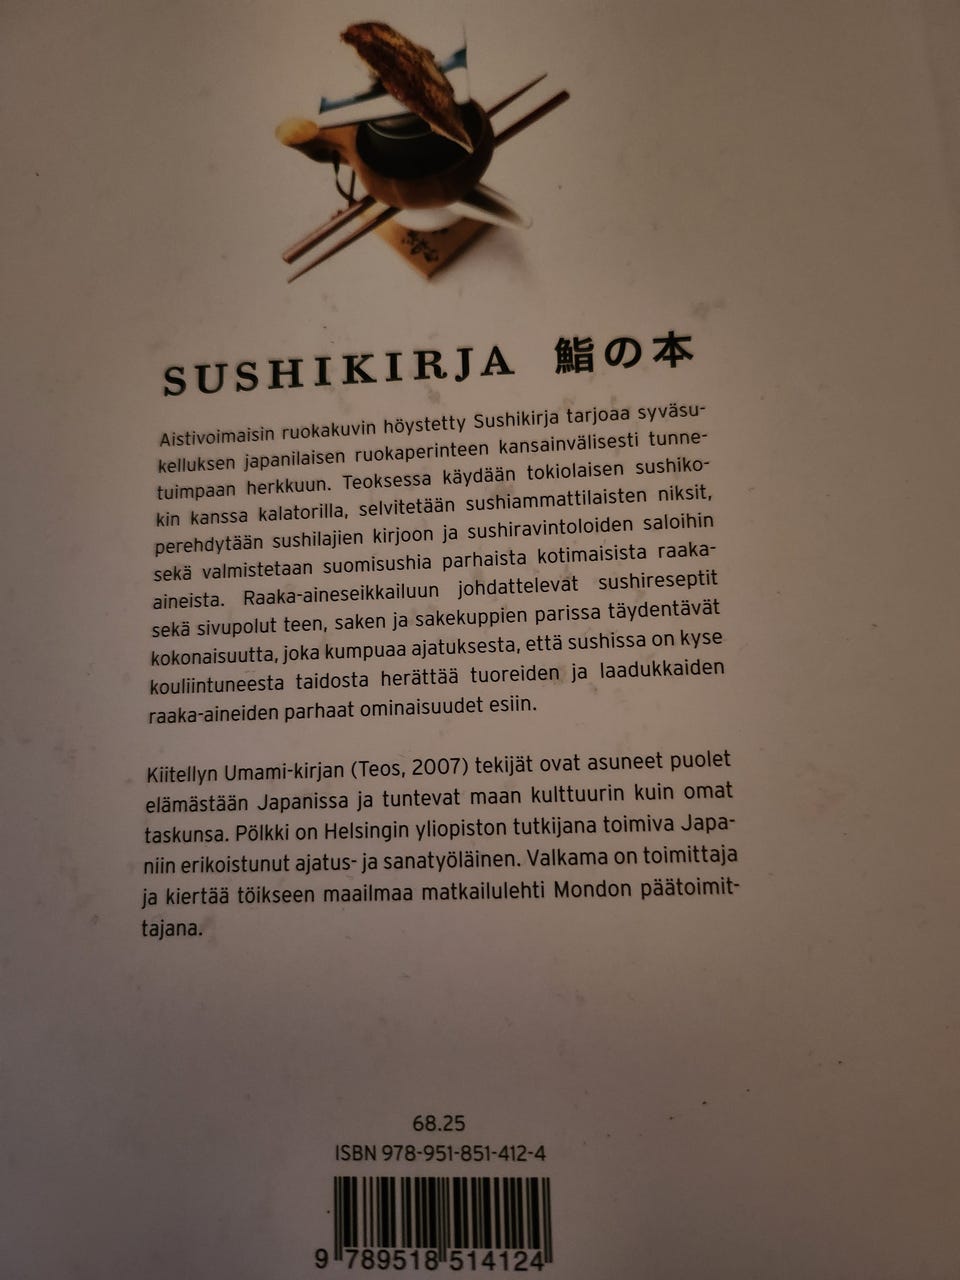 SUSHIKIRJA 鮨の本
Aistivoimaisin ruokakuvin höystetty Sushikirja tarjoaa syväsu-
kelluksen japanilaisen ruokaperinteen kansainvälisesti tunne-
tuimpaan herkkuun. Teoksessa käydään tokiolaisen sushiko-
kin kanssa kalatorilla, selvitetään sushiammattilaisten niksit,
perehdytään sushilajien kirjoon ja sushiravintoloiden saloihin
sekä valmistetaan suomisushia parhaista kotimaisista raaka-
aineista. Raaka-aineseikkailuun johdattelevat sushireseptit
sekä sivupolut teen, saken ja sakekuppien parissa täydentävät
kokonaisuutta, joka kumpuaa ajatuksesta, että sushissa on kyse
kouliintuneesta taidosta herättää tuoreiden ja laadukkaiden
raaka-aineiden parhaat ominaisuudet esiin.
Kiitellyn Umami-kirjan (Teos, 2007) tekijät ovat asuneet puolet
elämästään Japanissa ja tuntevat maan kulttuurin kuin omat
taskunsa. Pölkki on Helsingin yliopiston tutkijana toimiva Japa-
niin erikoistunut ajatus- ja sanatyöläinen. Valkama on toimittaja
ja kiertää töikseen maailmaa matkailulehti Mondon päätoimit-
tajana.
68.25
ISBN 978-951-851-412-4
9 789518 514124